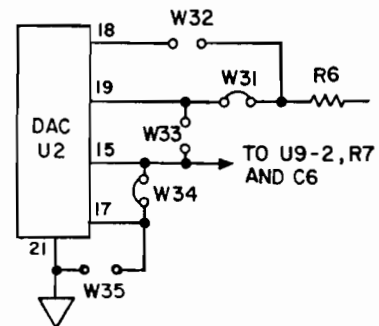 18
W32
19
W31
R6
DAC
U2
W33
15
TO U9-2, R7
AND C6
W34
17
21
W35